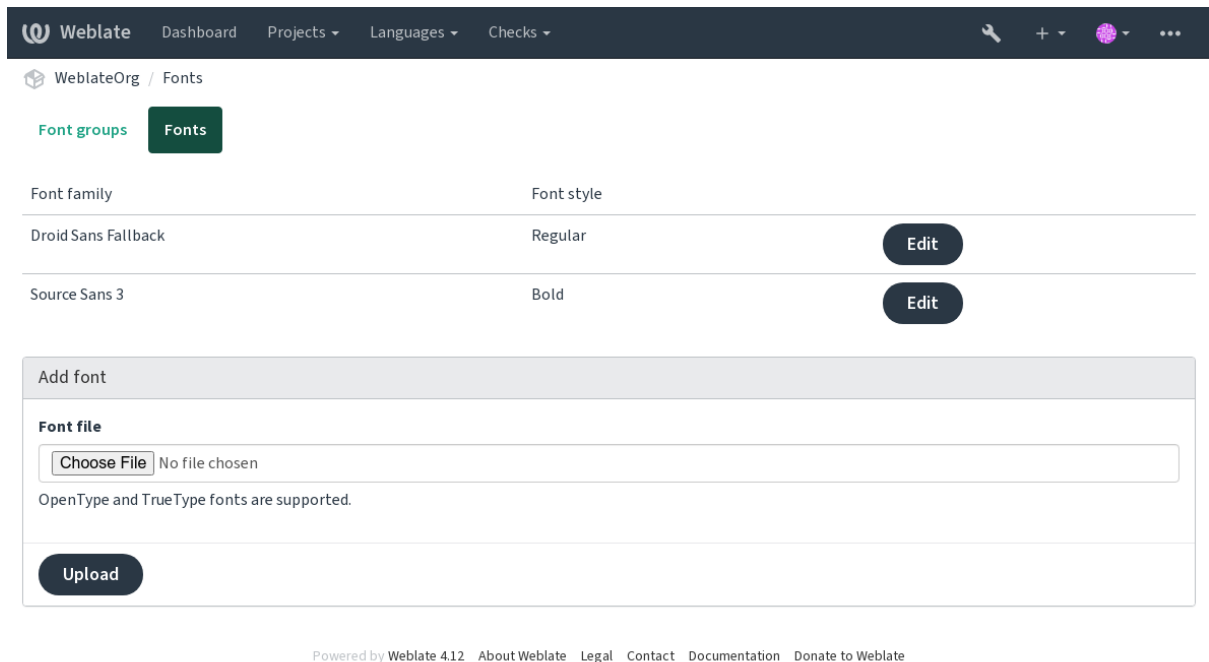 Weblate Dashboard Projects Languages Checks
WeblateOrg / Fonts
Font groups Fonts
Font family Font style
Droid Sans Fallback Regular Edit
Source Sans 3 Bold Edit
Add font
Font file
Choose File No file chosen
OpenType and TrueType fonts are supported.
Upload
Powered by Weblate 4.12 About Weblate Legal Contact Documentation Donate to Weblate